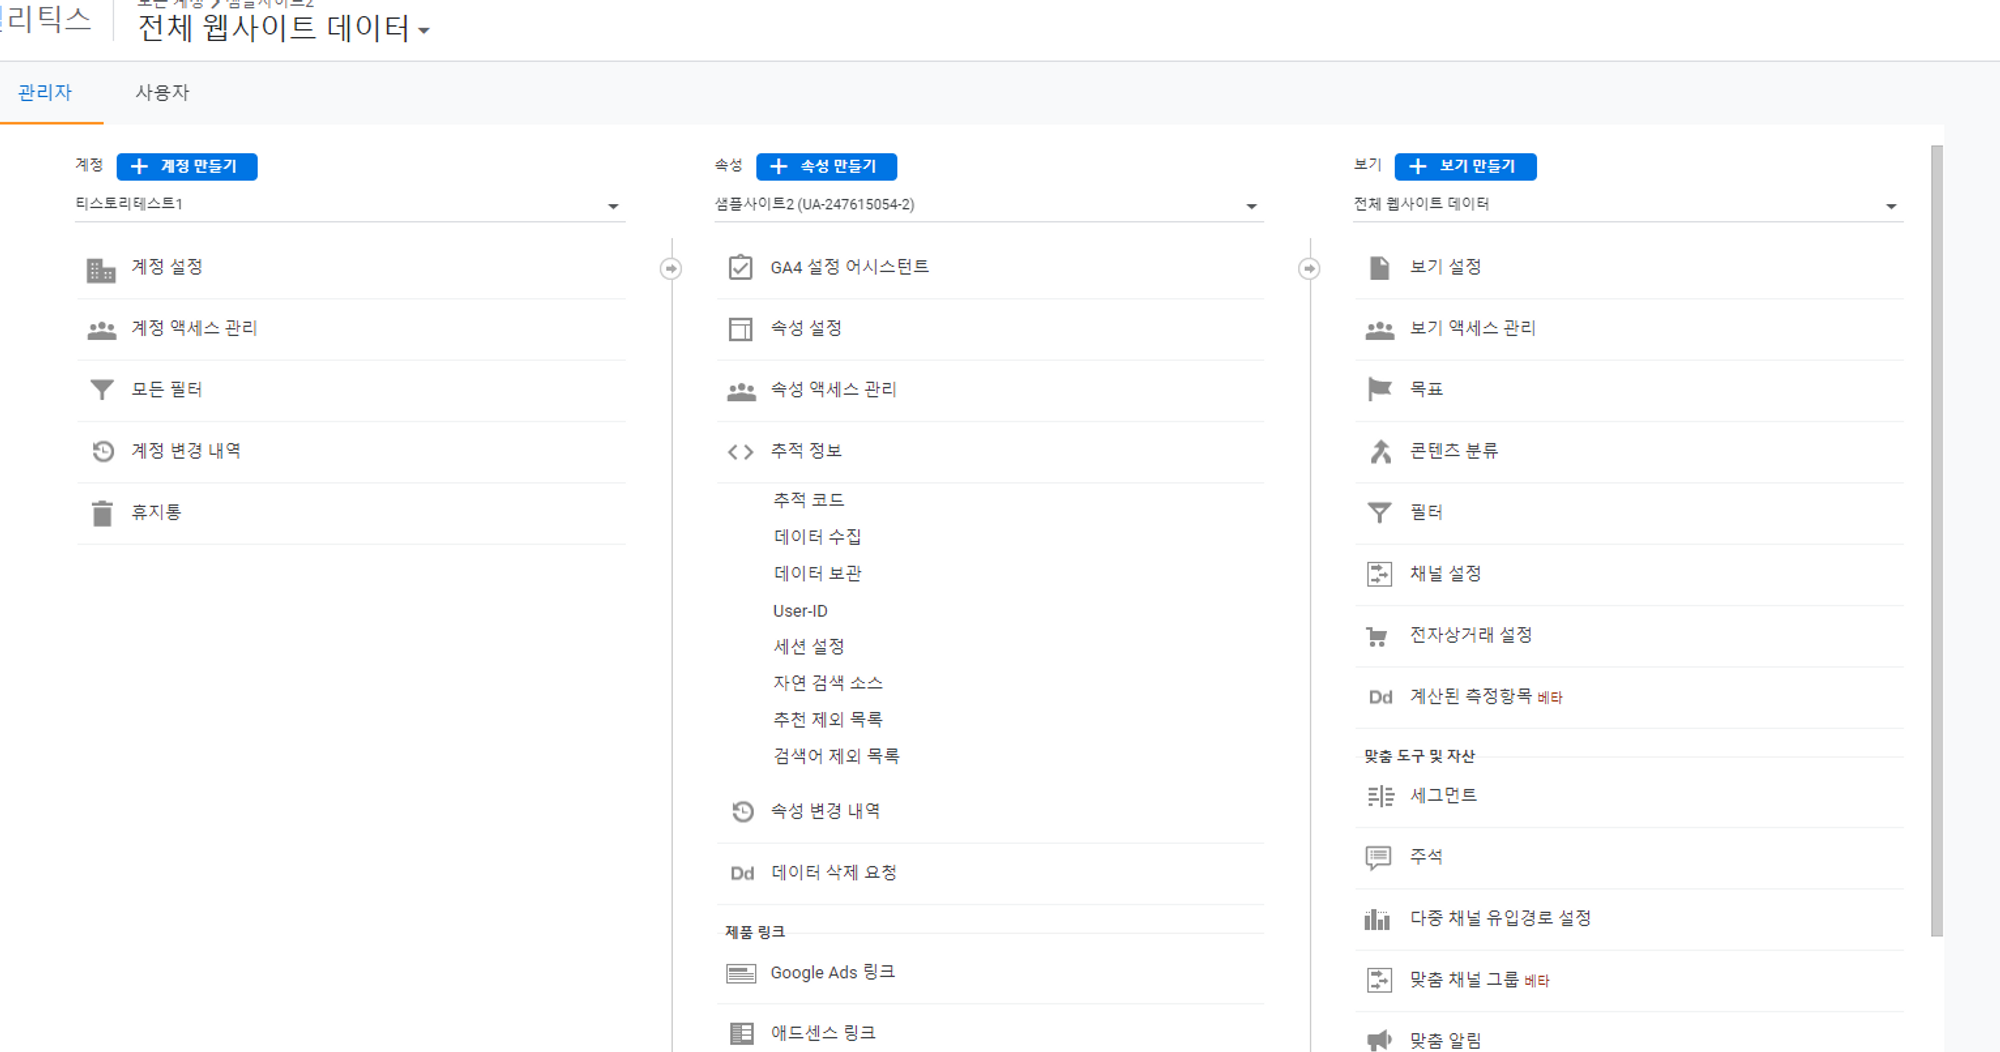 리틱스
모든 계정 > 샘플사이트2
전체 웹사이트 데이터
관리자
사용자
계정
계정 만들기
티스토리테스트1
계정 설정
계정 액세스 관리
모든 필터
계정 변경 내역
휴지통
속성
속성 만들기
샘플사이트2 (UA-247615054-2)
GA4 설정 어시스턴트
속성 설정
속성 액세스 관리
추적 정보
추적 코드
데이터 수집
데이터 보관
User-ID
세션 설정
자연 검색 소스
추천 제외 목록
검색어 제외 목록
속성 변경 내역
Dd 데이터 삭제 요청
제품 링크
Google Ads 링크
애드센스 링크
보기
보기 만들기
전체 웹사이트 데이터
보기 설정
보기 액세스 관리
목표
콘텐츠 분류
필터
채널 설정
전자상거래 설정
Dd 계산된 측정항목 베타
맞춤 도구 및 자산
세그먼트
주석
다중 채널 유입경로 설정
맞춤 채널 그룹 베타
맞춤 알림